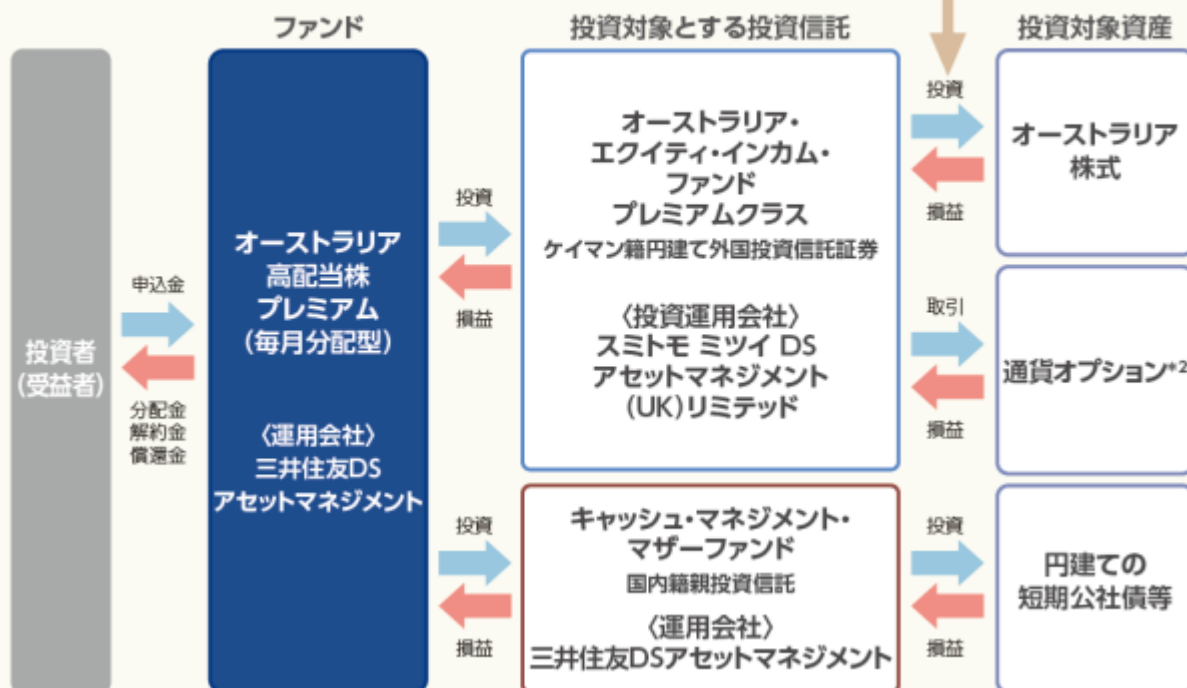 ファンド
投資対象とする投資信託
投資対象資産
投資者
(受益者)
申込金
分配金
解約金
償還金
オーストラリア
高配当株
プレミアム
(毎月分配型)
〈運用会社〉
三井住友DS
アセットマネジメント
投資
損益
オーストラリア・
エクイティ・インカム・
ファンド
プレミアムクラス
ケイマン籍円建て外国投資信託証券
〈投資運用会社〉
スミトモ ミツイ DS
アセットマネジメント
(UK)リミテッド
投資
損益
オーストラリア
株式
取引
損益
通貨オプション*2
投資
損益
キャッシュ・マネジメント・
マザーファンド
国内籍親投資信託
〈運用会社〉
三井住友DSアセットマネジメント
投資
損益
円建ての
短期公社債等